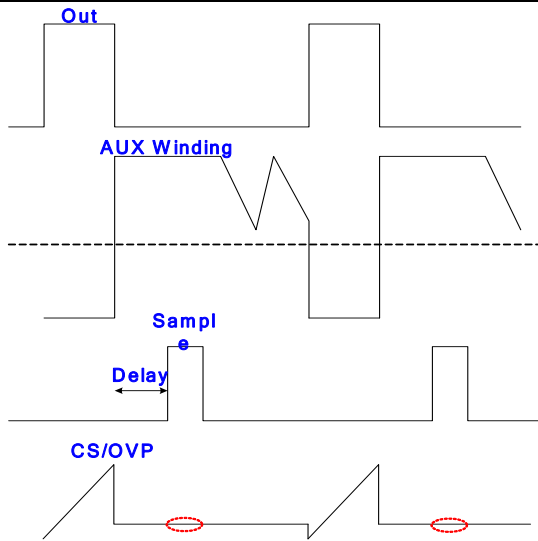 Out
AUX Winding
Sampl
e
Delay
CS/OVP